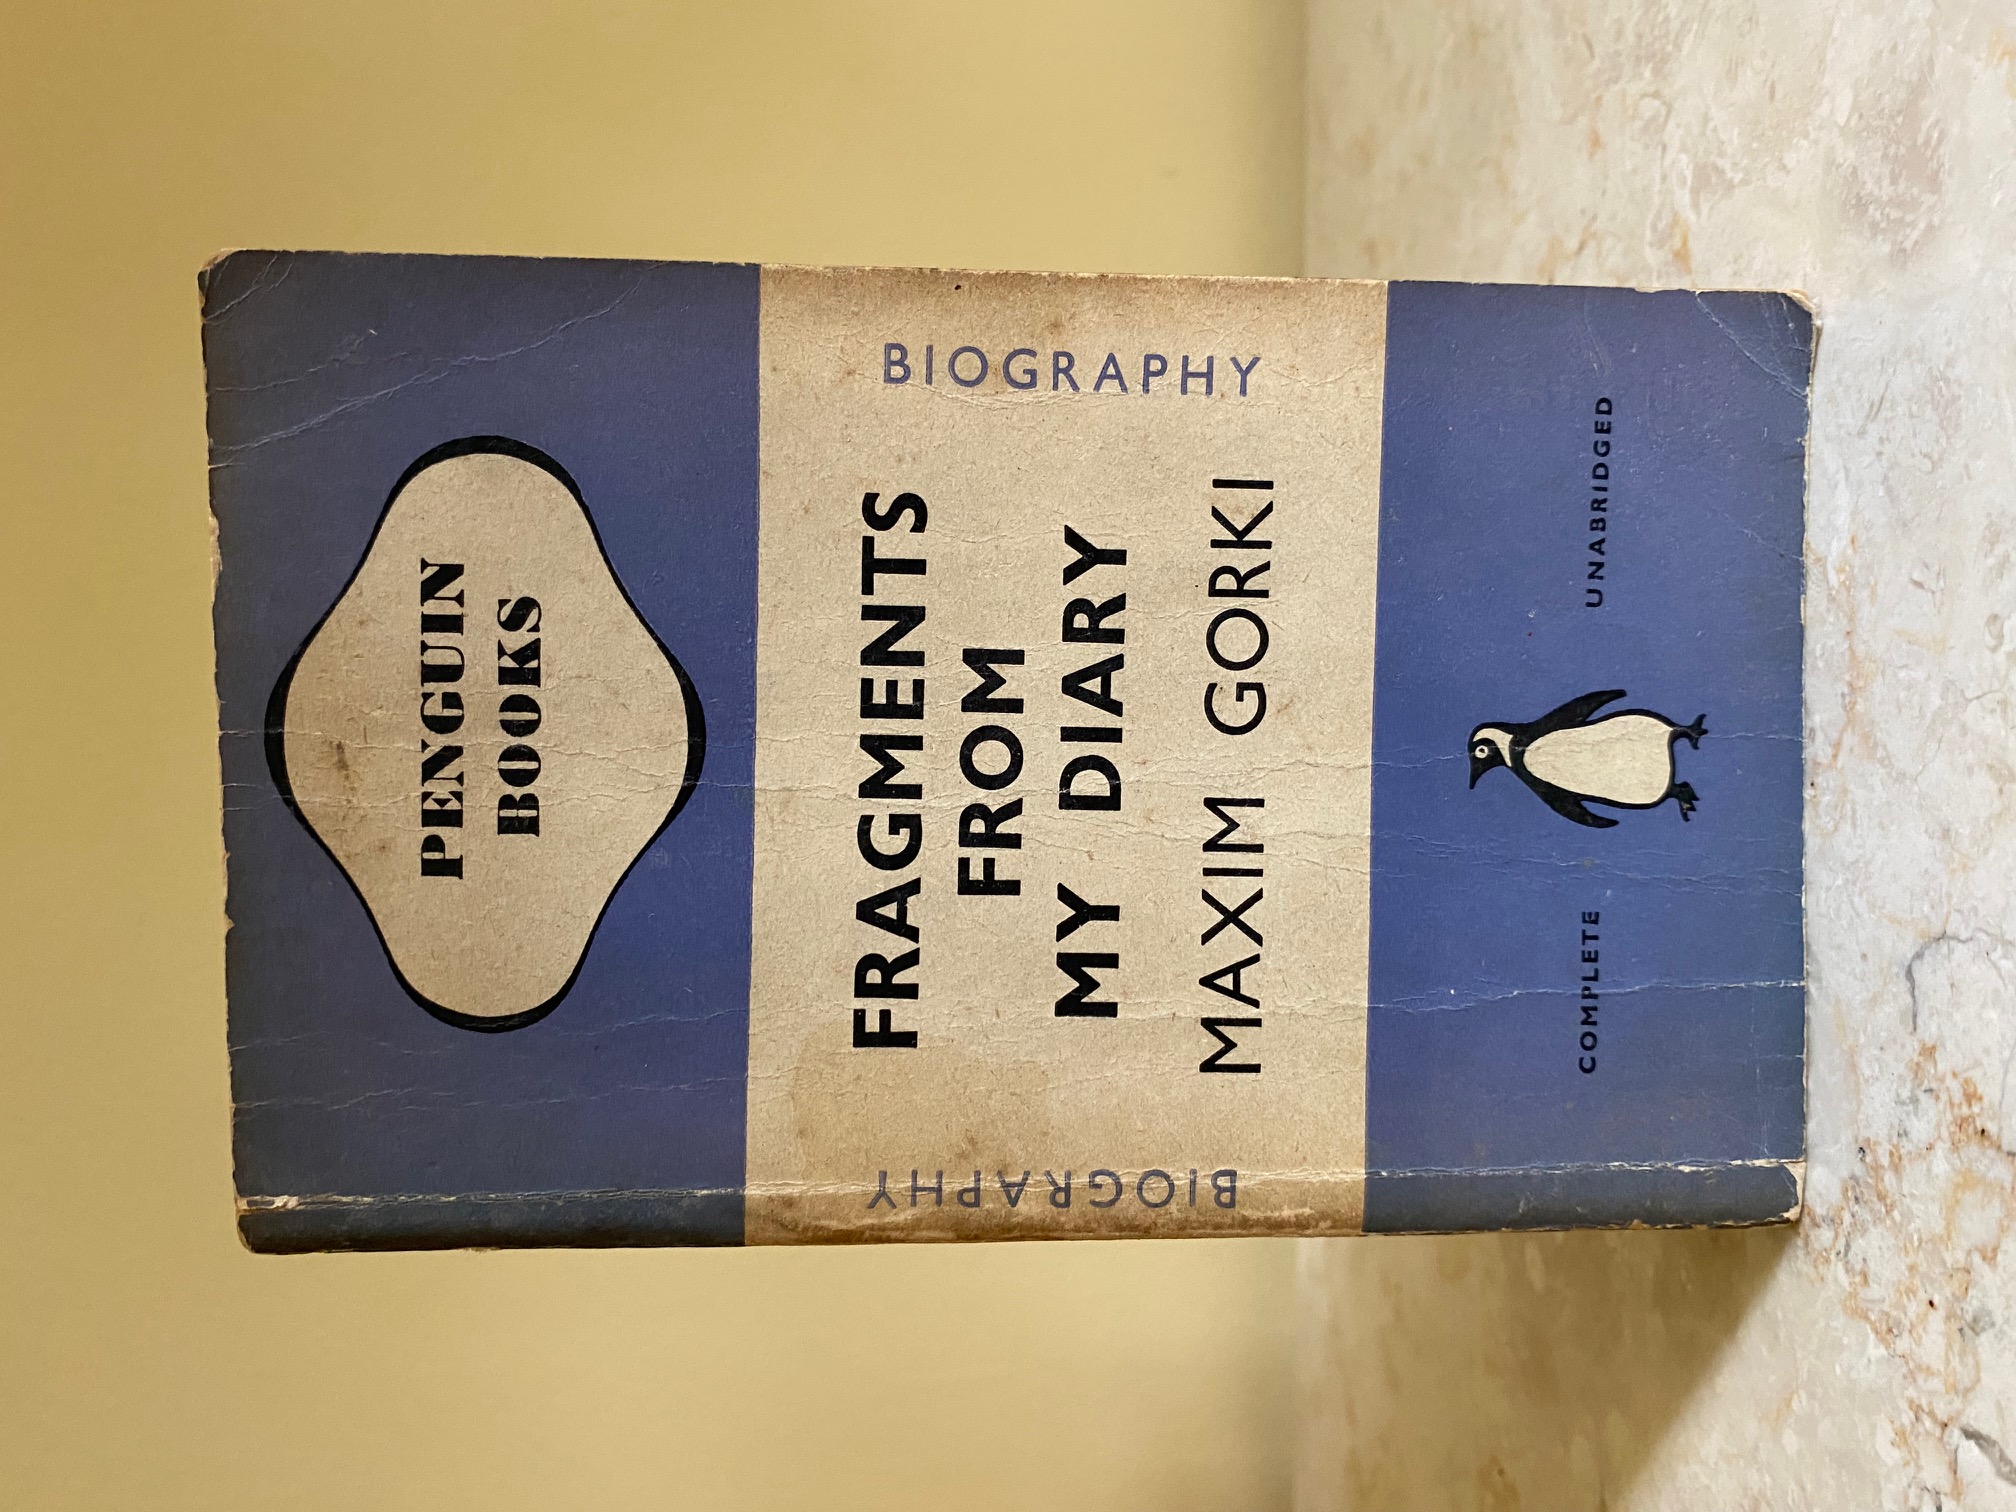 PENGUIN
BOOKS
BIOGRAPHY
FRAGMENTS
FROM
MY DIARY
MAXIM GORKI
BIOGRAPHY
COMPLETE
UNABRIDGED